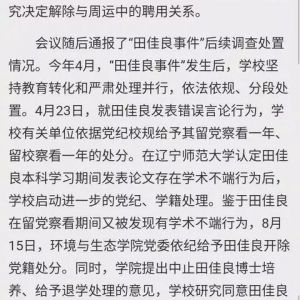 究决定解除与周运中的聘用关系。
会议随后通报了“田佳良事件”后续调查处置
情况。今年4月，“田佳良事件”发生后，学校坚
持教育转化和严肃处理并行，依法依规、分段处
置。4月23日，就田佳良发表错误言论行为，学
校有关单位依据党纪校规给予其留党察看一年、
留校察看一年的处分。在辽宁师范大学认定田佳
良本科学习期间发表论文存在学术不端行为后，
学校启动进一步的党纪、学籍处理。鉴于田佳良
在留党察看期间又被发现有学术不端行为，8月
15日，环境与生态学院党委依纪给予田佳良开除
党籍处分。同时，学院提出中止田佳良博士培
养、给予退学处理的意见，学校研究同意田佳良